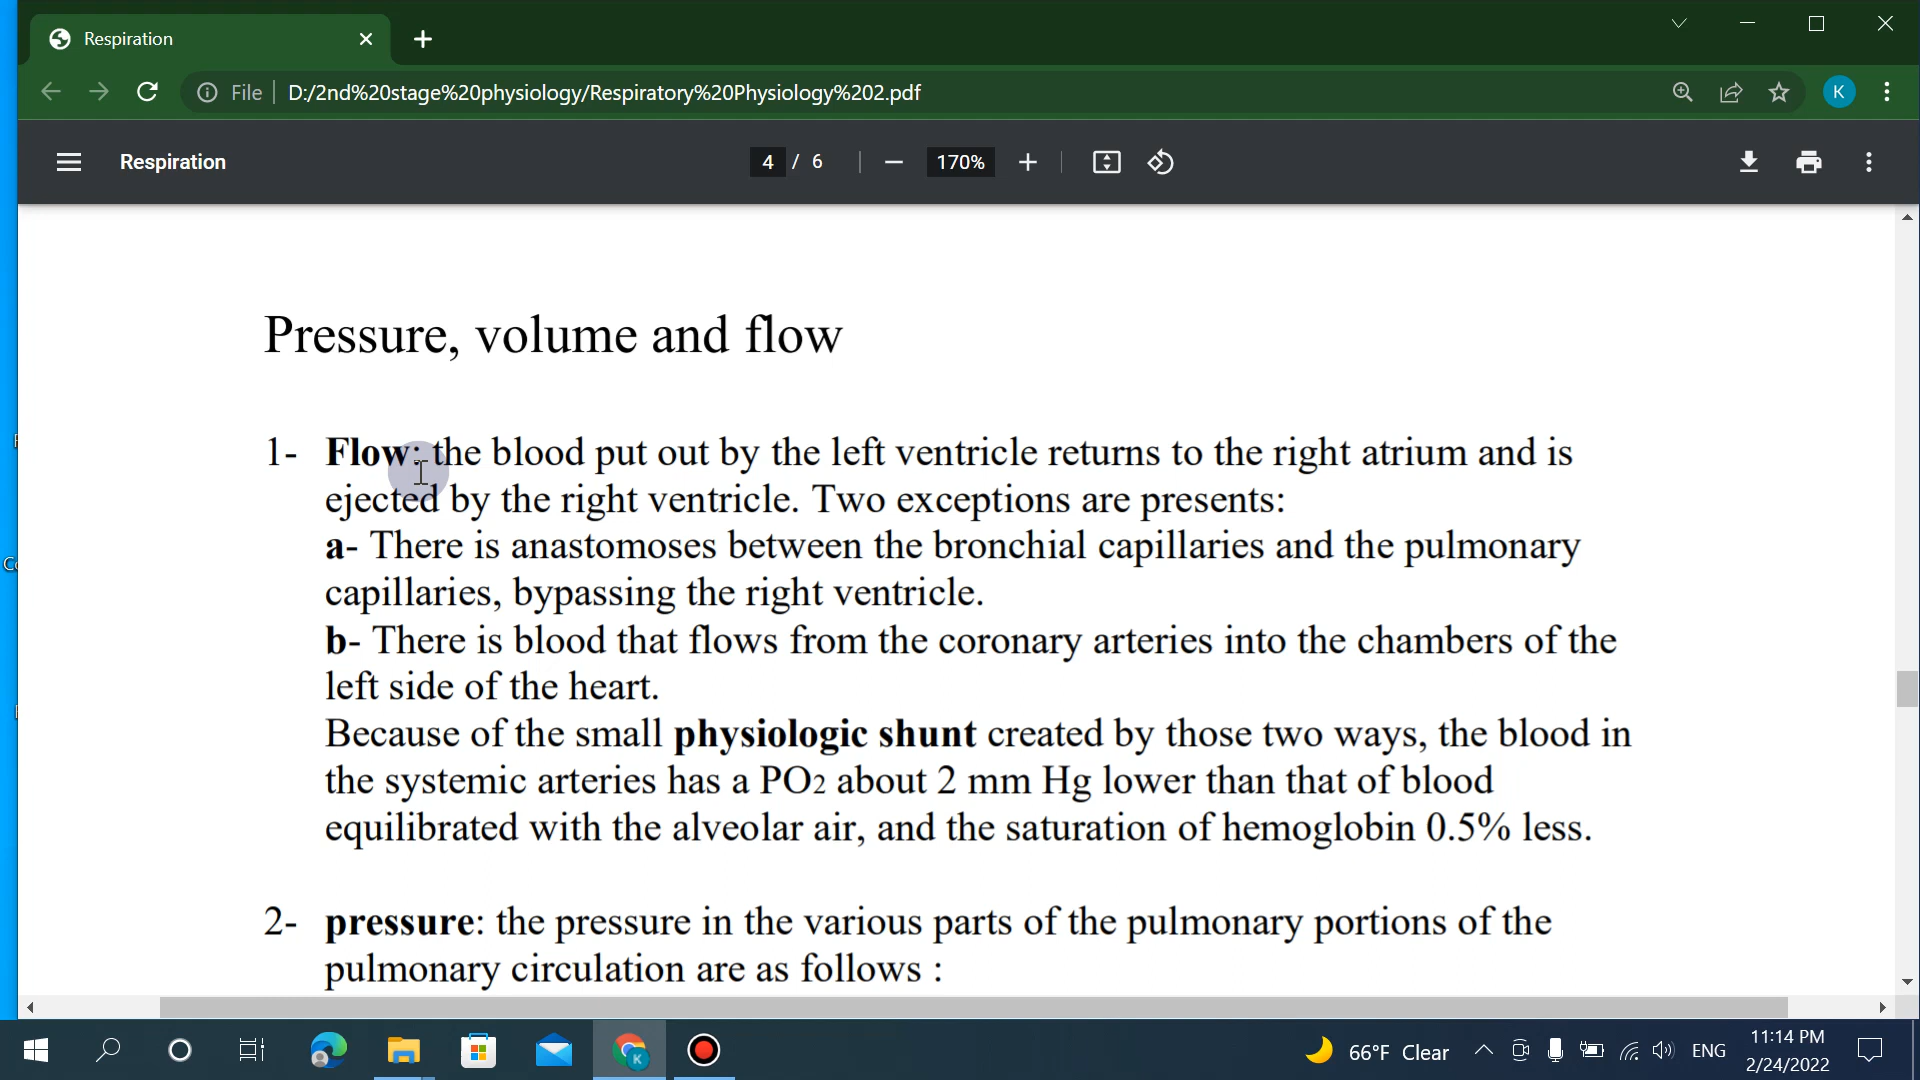 Respiration
File D:/2nd%20stage%20physiology/Respiratory%20Physiology%202.pdf
K
Respiration
4 / 6
170%
Pressure, volume and flow
1- Flow: the blood put out by the left ventricle returns to the right atrium and is
ejected by the right ventricle. Two exceptions are presents:
a- There is anastomoses between the bronchial capillaries and the pulmonary
capillaries, bypassing the right ventricle.
b- There is blood that flows from the coronary arteries into the chambers of the
left side of the heart.
Because of the small physiologic shunt created by those two ways, the blood in
the systemic arteries has a PO2 about 2 mm Hg lower than that of blood
equilibrated with the alveolar air, and the saturation of hemoglobin 0.5% less.
2- pressure: the pressure in the various parts of the pulmonary portions of the
pulmonary circulation are as follows :
K
66°F Clear
ENG
11:14 PM
2/24/2022